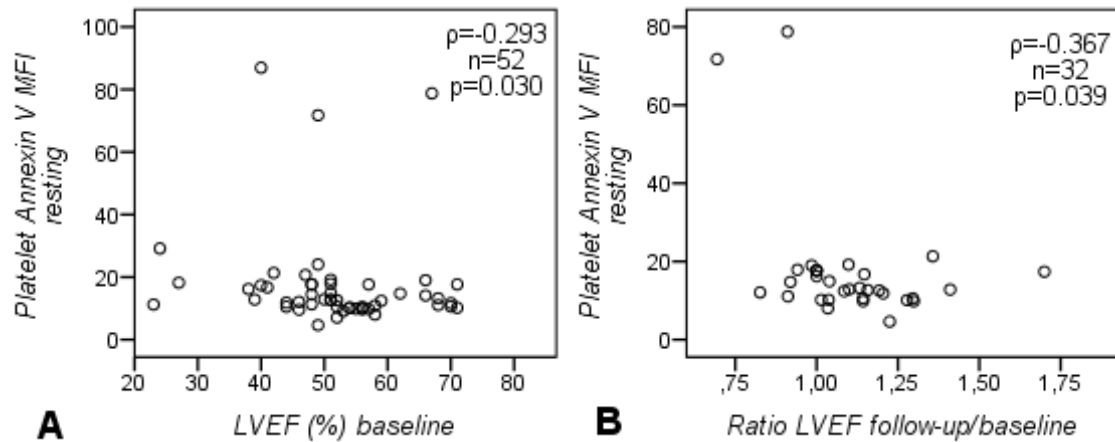 Platelet Annexin V MFI
resting
100
80
60
40
20
0
ρ=-0.293
n=52
p=0.030
20 30 40 50 60 70 80
A
LVEF (%) baseline
Platelet Annexin V MFI
resting
80
60
40
20
0
ρ=-0.367
n=32
p=0.039
,75 1,00 1,25 1,50 1,75
B
Ratio LVEF follow-up/baseline